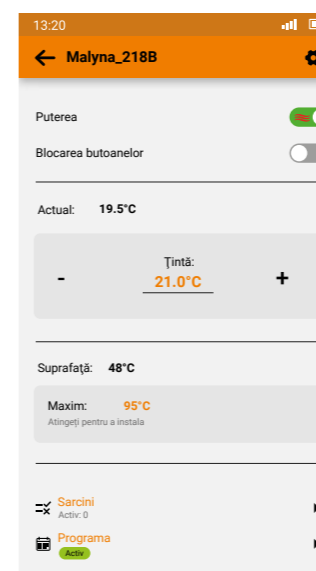 13:20
Malyna_218B
Puterea
Blocarea butoanelor
Actual: 19.5°C
Ţintă:
- 21.0°C +
Suprafaţă: 48°C
Maxim: 95°C
Atingeți pentru a instala
Sarcini
Activ: 0
Programa
Activ